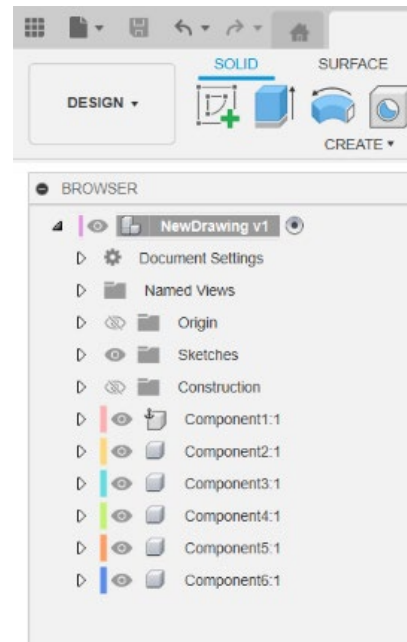 DESIGN
SOLID
SURFACE
CREATE
BROWSER
NewDrawing v1
Document Settings
Named Views
Origin
Sketches
Construction
Component1:1
Component2:1
Component3:1
Component4:1
Component5:1
Component6:1